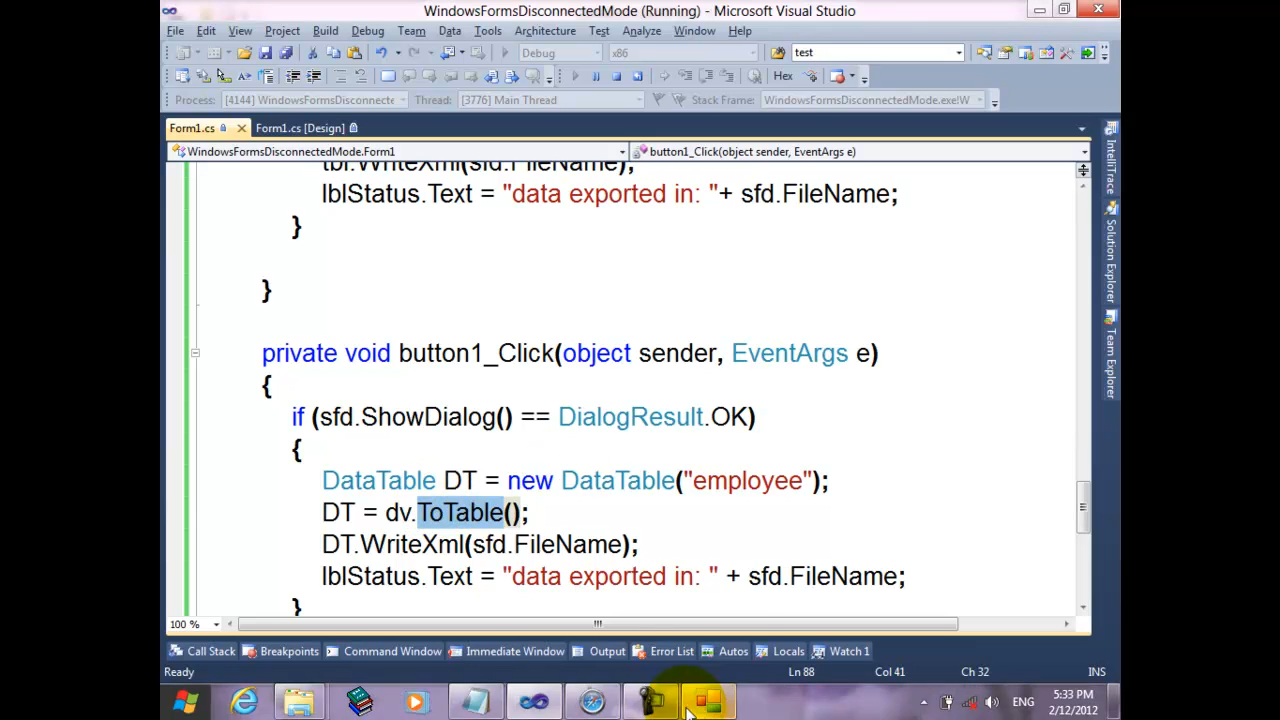 WindowsFormsDisconnectedMode (Running) - Microsoft Visual Studio
File Edit View Project Build Debug Team Data Tools Architecture Test Analyze Window Help
Debug x86 test
Hex
Process: [4144] WindowsFormsDisconnecte Thread: [3776] Main Thread Stack Frame: WindowsFormsDisconnectedMode.exe!W
Form1.cs Form1.cs [Design]
WindowsFormsDisconnectedMode.Form1 button1_Click(object sender, EventArgs e)
tbl.WriteXml(sfd.FileName);
lblStatus.Text = "data exported in: "+ sfd.FileName;
}
}
private void button1_Click(object sender, EventArgs e)
{
if (sfd.ShowDialog() == DialogResult.OK)
{
DataTable DT = new DataTable("employee");
DT = dv.ToTable();
DT.WriteXml(sfd.FileName);
lblStatus.Text = "data exported in: " + sfd.FileName;
}
IntelliTrace
Solution Explorer
Team Explorer
100 %
Call Stack Breakpoints Command Window Immediate Window Output Error List Autos Locals Watch 1
Ready Ln 88 Col 41 Ch 32 INS
ENG 5:33 PM
2/12/2012